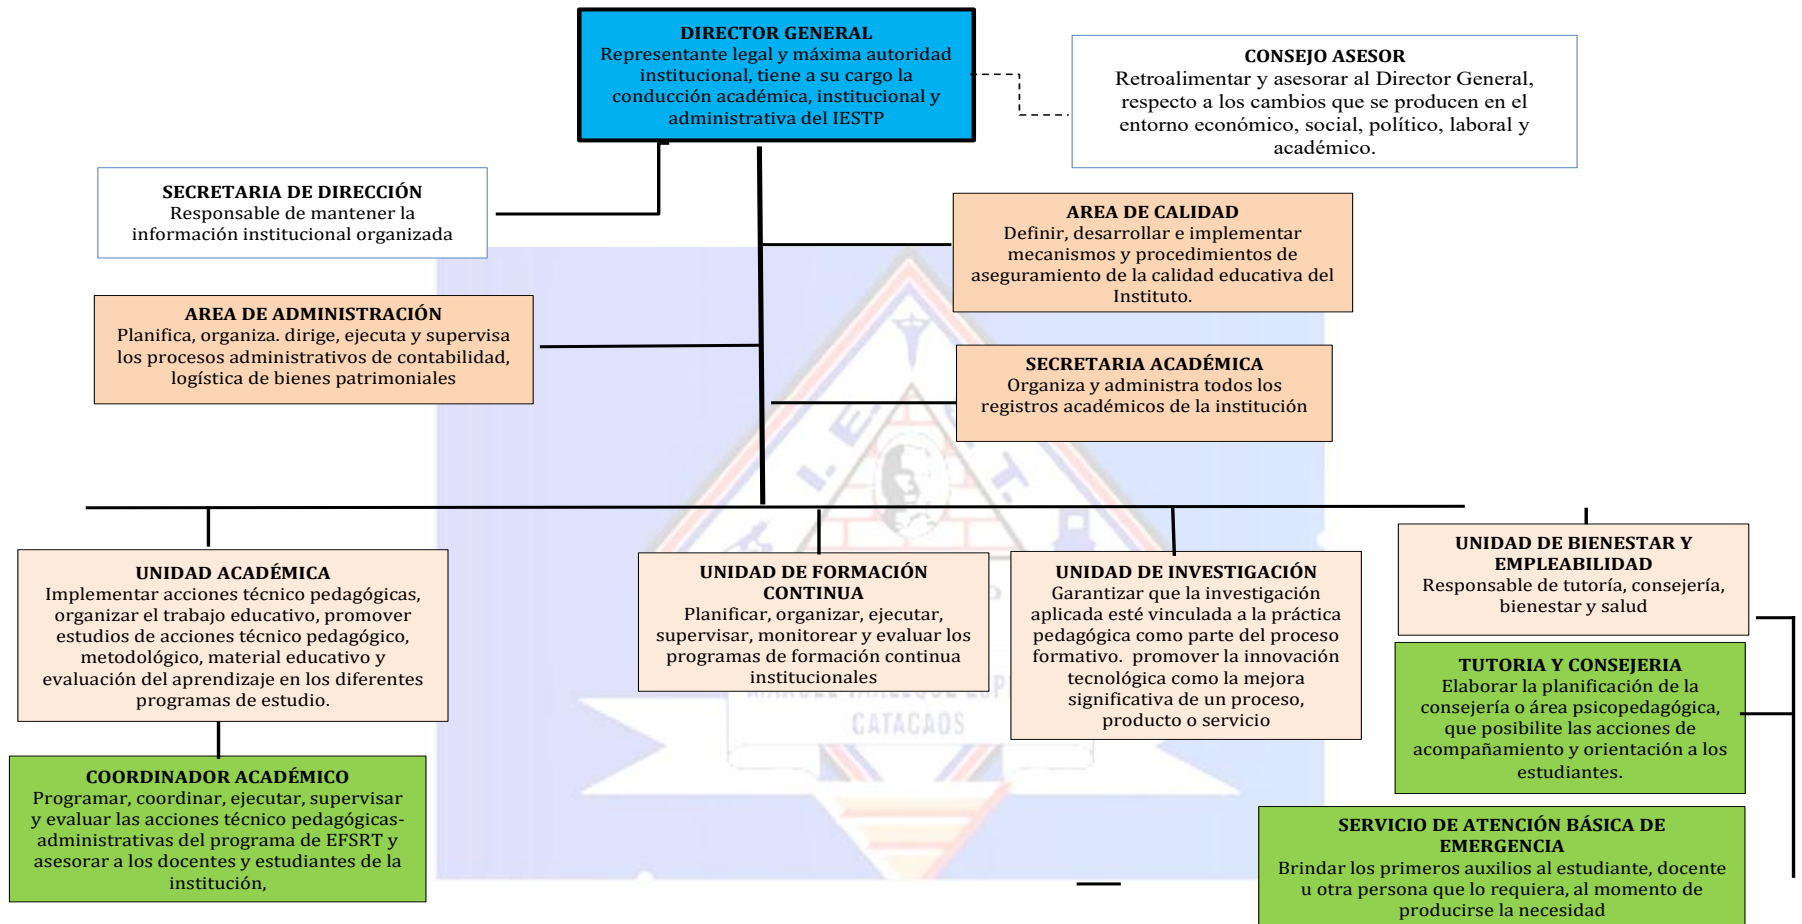 DIRECTOR GENERAL
Representante legal y máxima autoridad
institucional, tiene a su cargo la
conducción académica, institucional y
administrativa del IESTP
CONSEJO ASESOR
Retroalimentar y asesorar al Director General,
respecto a los cambios que se producen en el
entorno económico, social, político, laboral y
académico.
SECRETARIA DE DIRECCIÓN
Responsable de mantener la
información institucional organizada
AREA DE CALIDAD
Definir, desarrollar e implementar
mecanismos y procedimientos de
aseguramiento de la calidad educativa del
Instituto.
AREA DE ADMINISTRACIÓN
Planifica, organiza. dirige, ejecuta y supervisa
los procesos administrativos de contabilidad,
logística de bienes patrimoniales
SECRETARIA ACADÉMICA
Organiza y administra todos los
registros académicos de la institución
I. E. S. T.
UNIDAD ACADÉMICA
Implementar acciones técnico pedagógicas,
organizar el trabajo educativo, promover
estudios de acciones técnico pedagógico,
metodológico, material educativo y
evaluación del aprendizaje en los diferentes
programas de estudio.
UNIDAD DE FORMACIÓN
CONTINUA
Planificar, organizar, ejecutar,
supervisar, monitorear y evaluar los
programas de formación continua
institucionales
UNIDAD DE INVESTIGACIÓN
Garantizar que la investigación
aplicada esté vinculada a la práctica
pedagógica como parte del proceso
formativo. promover la innovación
tecnológica como la mejora
significativa de un proceso,
producto o servicio
UNIDAD DE BIENESTAR Y
EMPLEABILIDAD
Responsable de tutoría, consejería,
bienestar y salud
TUTORIA Y CONSEJERIA
Elaborar la planificación de la
consejería o área psicopedagógica,
que posibilite las acciones de
acompañamiento y orientación a los
estudiantes.
CATACAOS
COORDINADOR ACADÉMICO
Programar, coordinar, ejecutar, supervisar
y evaluar las acciones técnico pedagógicas-
administrativas del programa de EFSRT y
asesorar a los docentes y estudiantes de la
institución,
SERVICIO DE ATENCIÓN BÁSICA DE
EMERGENCIA
Brindar los primeros auxilios al estudiante, docente
u otra persona que lo requiera, al momento de
producirse la necesidad